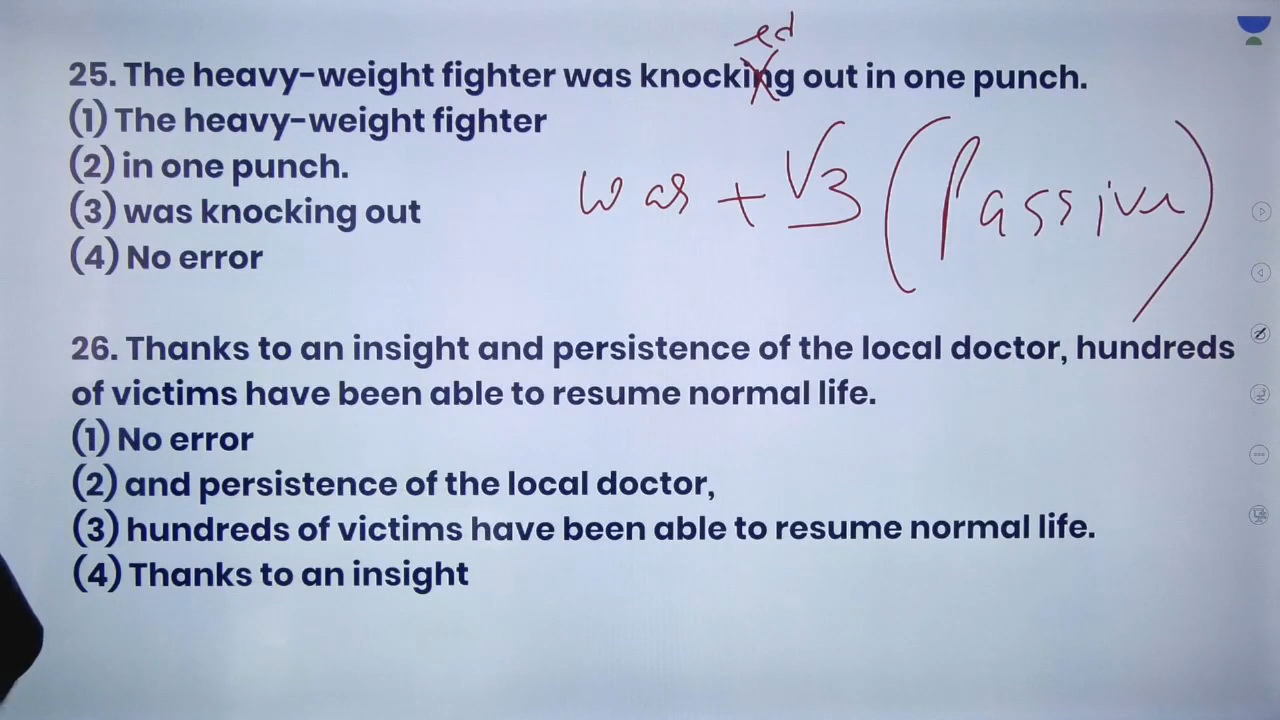 ed
25. The heavy-weight fighter was knocking out in one punch.
(1) The heavy-weight fighter
(2) in one punch.
(3) was knocking out
(4) No error
was + V3 (Passive)
26. Thanks to an insight and persistence of the local doctor, hundreds
of victims have been able to resume normal life.
(1) No error
(2) and persistence of the local doctor,
(3) hundreds of victims have been able to resume normal life.
(4) Thanks to an insight